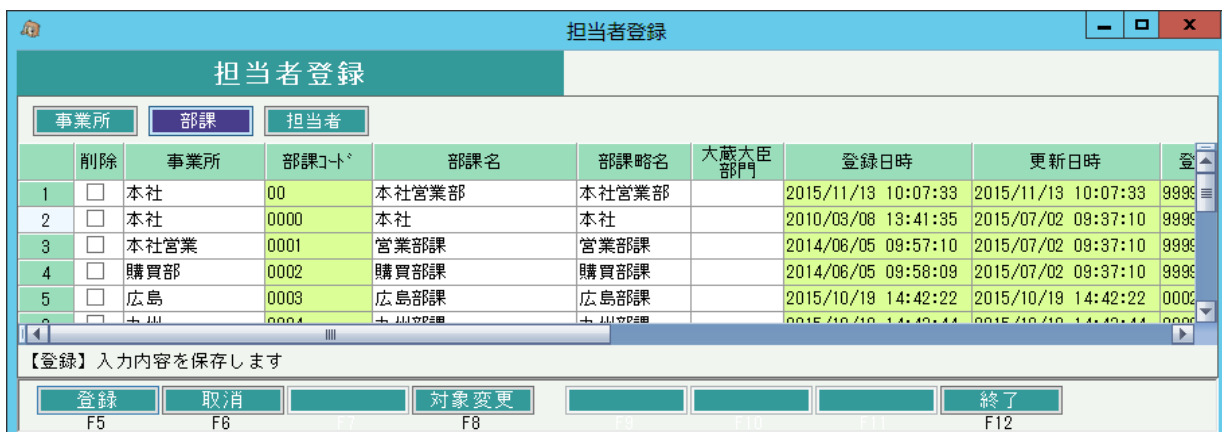 担当者登録
担当者登録
事業所 部課 担当者
削除 事業所 部課ｺｰﾄﾞ 部課名 部課略名 大蔵大臣部門 登録日時 更新日時 登
1 本社 00 本社営業部 本社営業部 2015/11/13 10:07:33 2015/11/13 10:07:33 9999
2 本社 0000 本社 本社 2010/03/08 13:41:35 2015/07/02 09:37:10 9999
3 本社営業 0001 営業部課 営業部課 2014/06/05 09:57:10 2015/07/02 09:37:10 9999
4 購買部 0002 購買部課 購買部課 2014/06/05 09:58:09 2015/07/02 09:37:10 9999
5 広島 0003 広島部課 広島部課 2015/10/19 14:42:22 2015/10/19 14:42:22 0002
【登録】入力内容を保存します
登録 取消 対象変更 終了
F5 F6 F7 F8 F9 F10 F11 F12